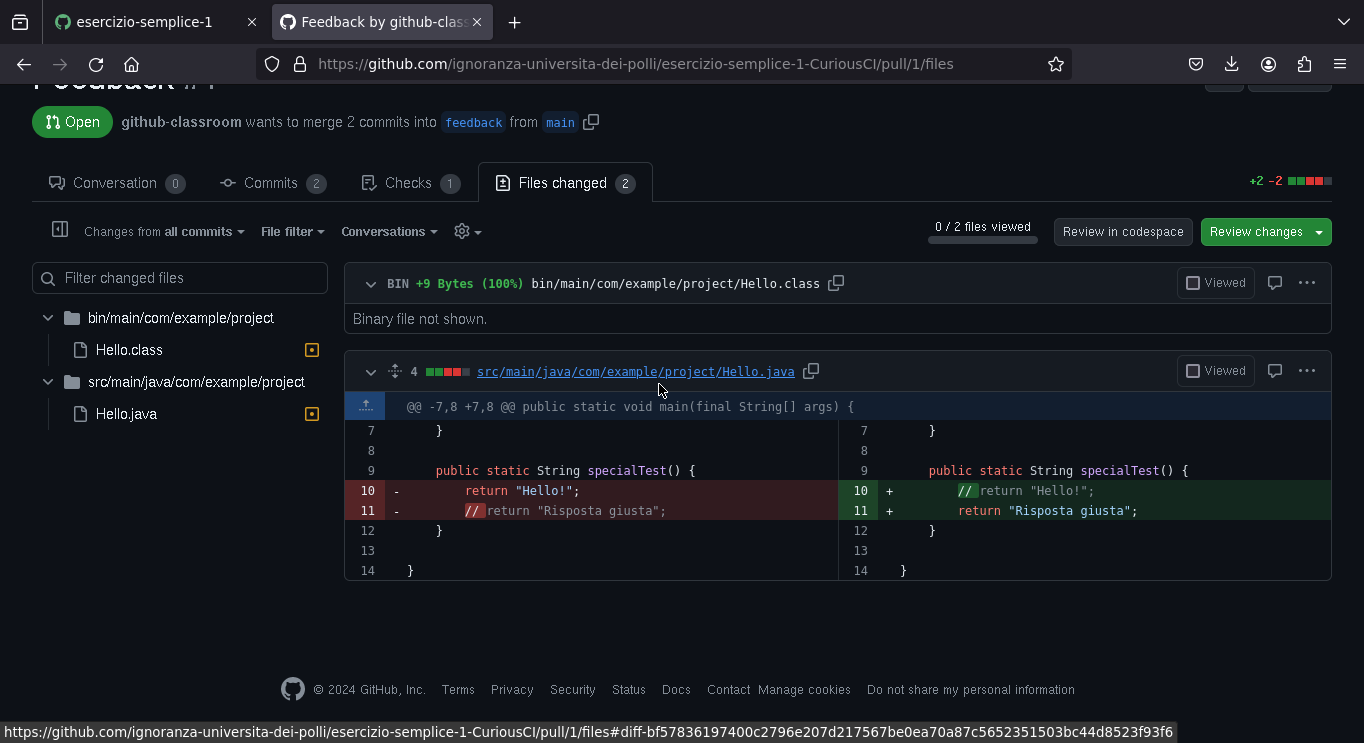 esercizio-semplice-1
Feedback by github-clas
https://github.com/ignoranza-universita-dei-polli/esercizio-semplice-1-CuriousCI/pull/1/files
Feedback #1
Open
github-classroom wants to merge 2 commits into feedback from main
Conversation 0
Commits 2
Checks 1
Files changed 2
+2 −2
Changes from all commits
File filter
Conversations
0 / 2 files viewed
Review in codespace
Review changes
Filter changed files
bin/main/com/example/project
Hello.class
src/main/java/com/example/project
Hello.java
BIN +9 Bytes (100%) bin/main/com/example/project/Hello.class
Viewed
Binary file not shown.
4 src/main/java/com/example/project/Hello.java
Viewed
@@ -7,8 +7,8 @@ public static void main(final String[] args) {
7 }
8
9 public static String specialTest() {
10 - return "Hello!";
11 - // return "Risposta giusta";
12 }
13
14 }
7 }
8
9 public static String specialTest() {
10 + // return "Hello!";
11 + return "Risposta giusta";
12 }
13
14 }
© 2024 GitHub, Inc.
Terms
Privacy
Security
Status
Docs
Contact
Manage cookies
Do not share my personal information
https://github.com/ignoranza-universita-dei-polli/esercizio-semplice-1-CuriousCI/pull/1/files#diff-bf57836197400c2796e207d217567be0ea70a87c5652351503bc44d8523f93f6